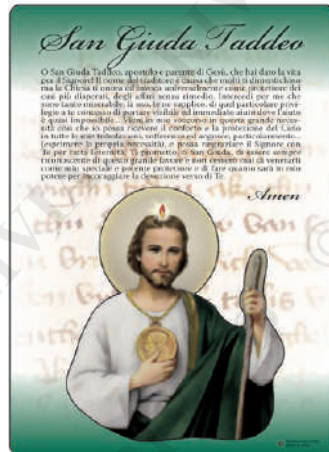 San Giuda Taddeo
O San Giuda Taddeo, apostolo e parente di Gesù, che hai dato la vita
per il Signore! Il nome del traditore è causa che molti ti dimentichino
ma la Chiesa ti onora ed invoca universalmente come protettore dei
casi più disperati, degli affari senza rimedio. Intercedi per me che
sono tanto miserabile; fa uso, te ne supplico, di quel particolare privi-
legio a te concesso di portare visibile ed immediato aiuto dove l'aiuto
è quasi impossibile... Vieni in mio soccorso in questa grande neces-
sità così che io possa ricevere il conforto e la protezione del Cielo
in tutte le mie tribolazioni, sofferenze ed angosce, particolarmente...
(esprimere la propria necessità), e possa ringraziare il Signore con
Te per tutta l'eternità. Ti prometto, o San Giuda, di essere sempre
riconoscente di questo grande favore e non cesserò mai di venerarti
come mio speciale e potente protettore e di fare quanto sarà in mio
potere per incoraggiare la devozione verso di Te.
Amen